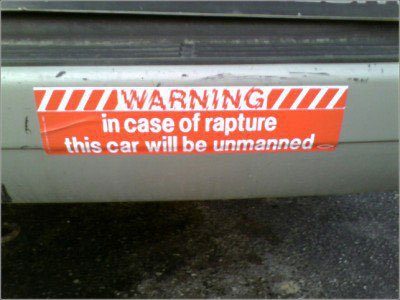 WARNING
in case of rapture
this car will be unmanned